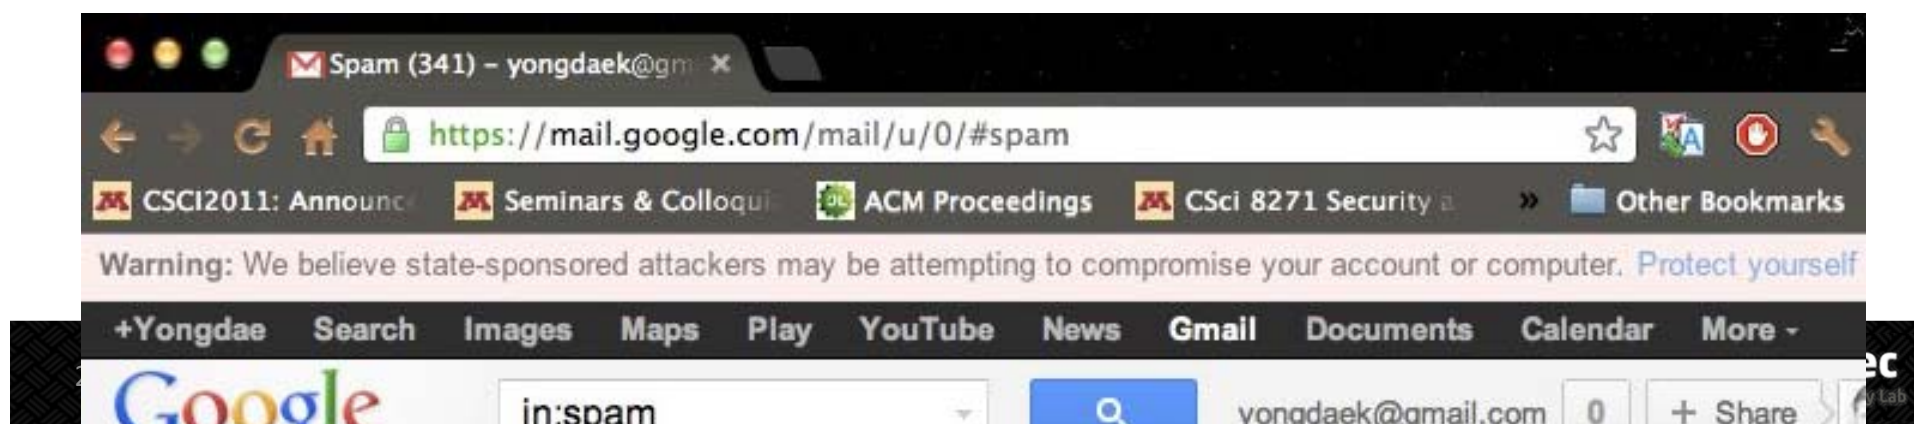 Spam (341) – yongdaek@gm
https://mail.google.com/mail/u/0/#spam
CSCI2011: Announc Seminars & Colloqui ACM Proceedings CSci 8271 Security a » Other Bookmarks
Warning: We believe state-sponsored attackers may be attempting to compromise your account or computer. Protect yourself
+Yongdae Search Images Maps Play YouTube News Gmail Documents Calendar More
Google in:spam yongdaek@gmail.com 0 + Share
ec
y Lab